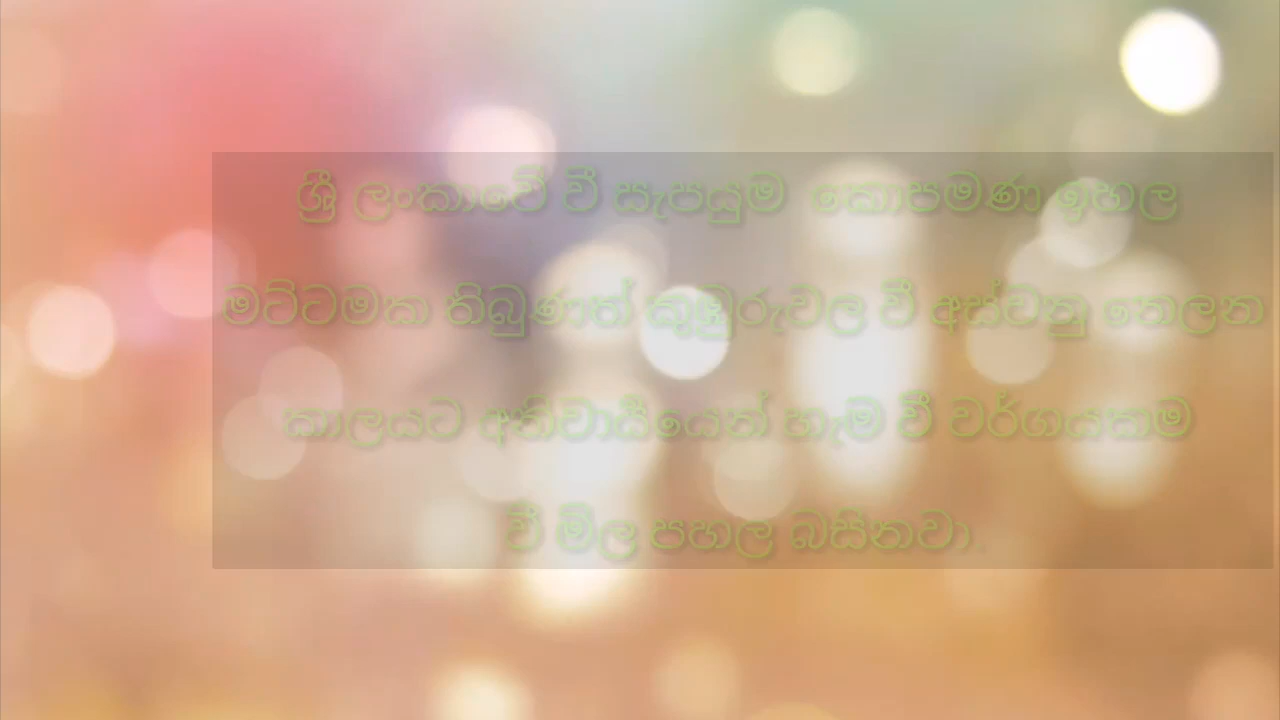 ශ්‍රී ලංකාවේ වී සැපයුම කොපමණ ඉහල
මට්ටමක තිබුණත් කුඹුරුවල වී අස්වනු නෙලන
කාලයට අනිවාර්යයෙන් හැම වී වර්ගයකම
වී මිල පහල බසිනවා.